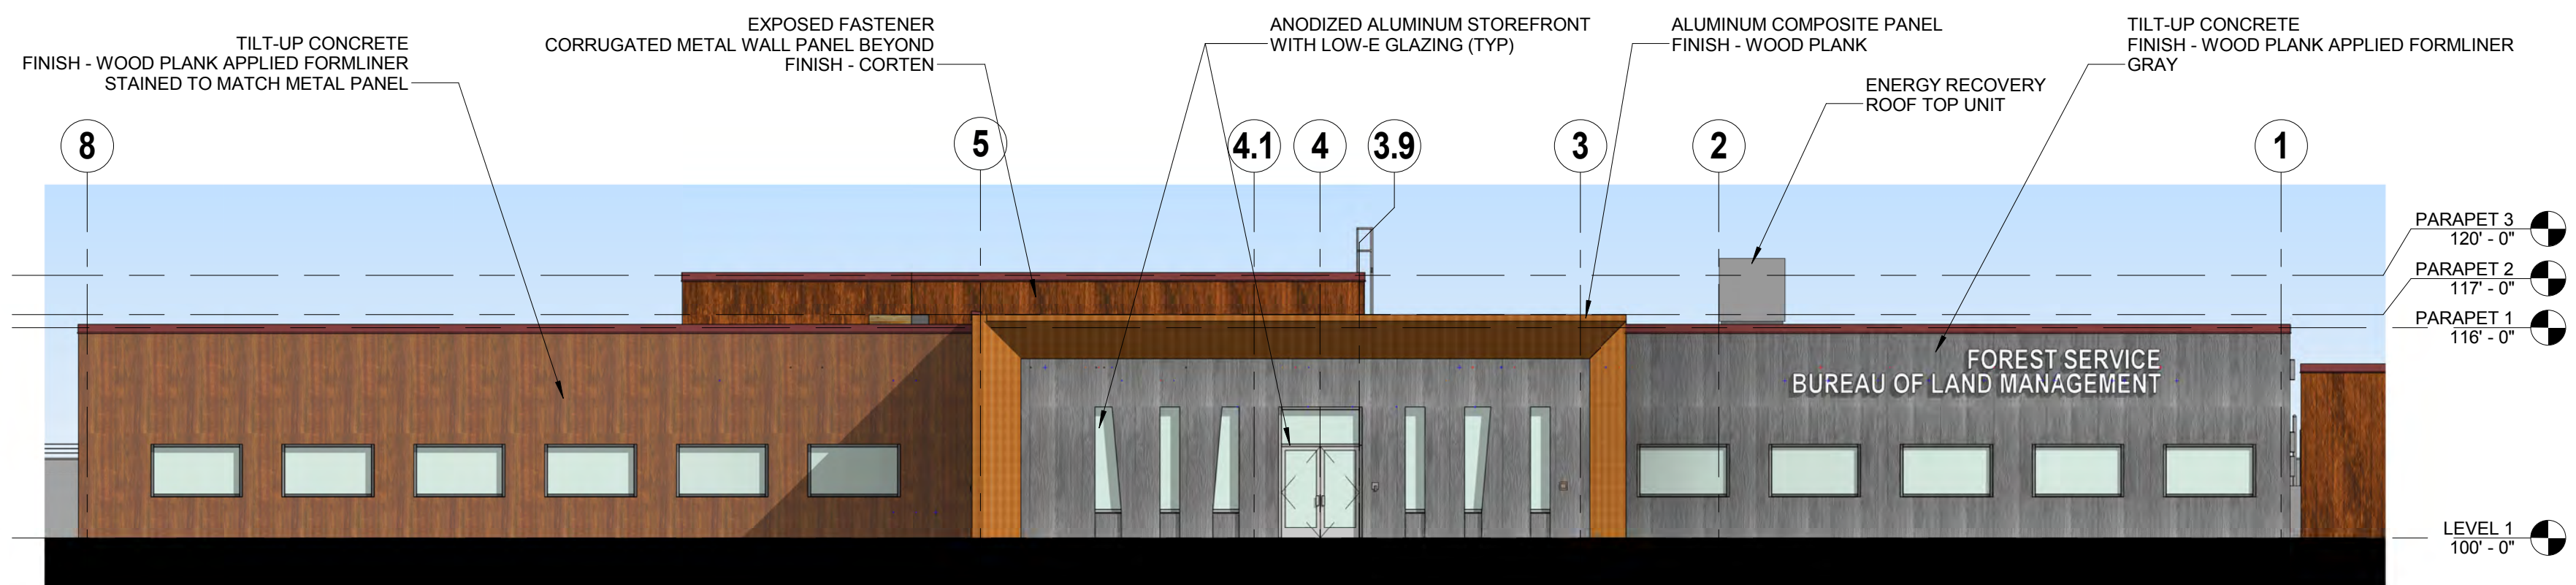 TILT-UP CONCRETE
FINISH - WOOD PLANK APPLIED FORMLINER
STAINED TO MATCH METAL PANEL
EXPOSED FASTENER
CORRUGATED METAL WALL PANEL BEYOND
FINISH - CORTEN
ANODIZED ALUMINUM STOREFRONT
WITH LOW-E GLAZING (TYP)
ALUMINUM COMPOSITE PANEL
FINISH - WOOD PLANK
ENERGY RECOVERY
ROOF TOP UNIT
TILT-UP CONCRETE
FINISH - WOOD PLANK APPLIED FORMLINER
GRAY
8
5
4.1
4
3.9
3
2
1
PARAPET 3
120' - 0"
PARAPET 2
117' - 0"
PARAPET 1
116' - 0"
FOREST SERVICE
BUREAU OF LAND MANAGEMENT
LEVEL 1
100' - 0"